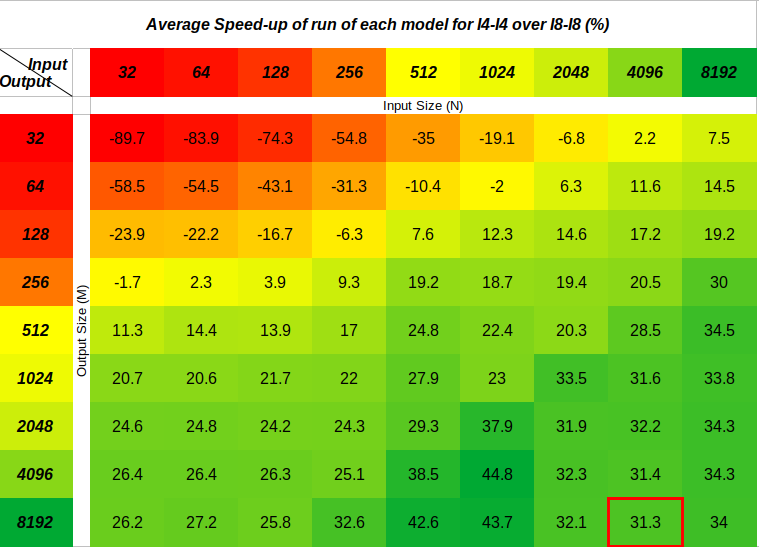 Average Speed-up of run of each model for I4-I4 over I8-I8 (%)
Input
Output
32 64 128 256 512 1024 2048 4096 8192
Input Size (N)
Output Size (M)
32 -89.7 -83.9 -74.3 -54.8 -35 -19.1 -6.8 2.2 7.5
64 -58.5 -54.5 -43.1 -31.3 -10.4 -2 6.3 11.6 14.5
128 -23.9 -22.2 -16.7 -6.3 7.6 12.3 14.6 17.2 19.2
256 -1.7 2.3 3.9 9.3 19.2 18.7 19.4 20.5 30
512 11.3 14.4 13.9 17 24.8 22.4 20.3 28.5 34.5
1024 20.7 20.6 21.7 22 27.9 23 33.5 31.6 33.8
2048 24.6 24.8 24.2 24.3 29.3 37.9 31.9 32.2 34.3
4096 26.4 26.4 26.3 25.1 38.5 44.8 32.3 31.4 34.3
8192 26.2 27.2 25.8 32.6 42.6 43.7 32.1 31.3 34